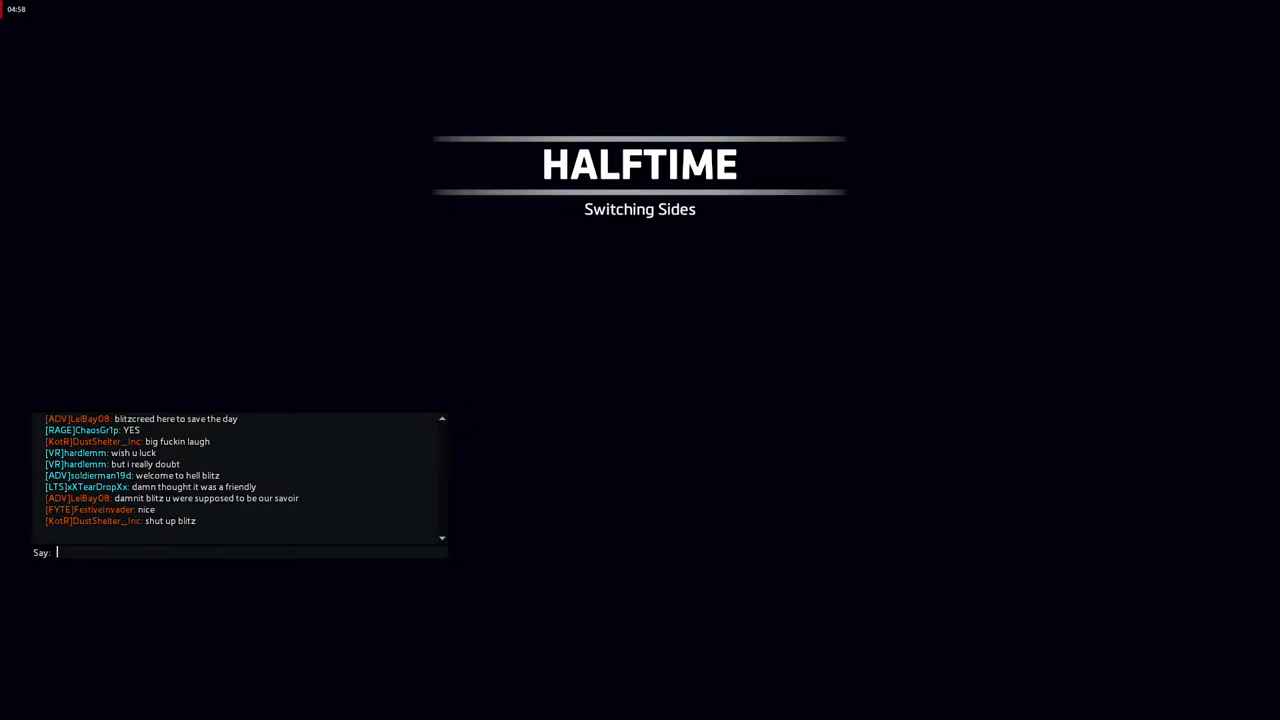 04:58
HALFTIME
Switching Sides
[ADV]LelBay08: blitzcreed here to save the day
[RAGE]ChaosGr1p: YES
[KotR]DustShelter_Inc: big fuckin laugh
[VR]hardlemm: wish u luck
[VR]hardlemm: but i really doubt
[ADV]soldierman19d: welcome to hell blitz
[LTS]xXTearDropXx: damn thought it was a friendly
[ADV]LelBay08: damnit blitz u were supposed to be our savoir
[FYTE]FestiveInvader: nice
[KotR]DustShelter_Inc: shut up blitz
Say: